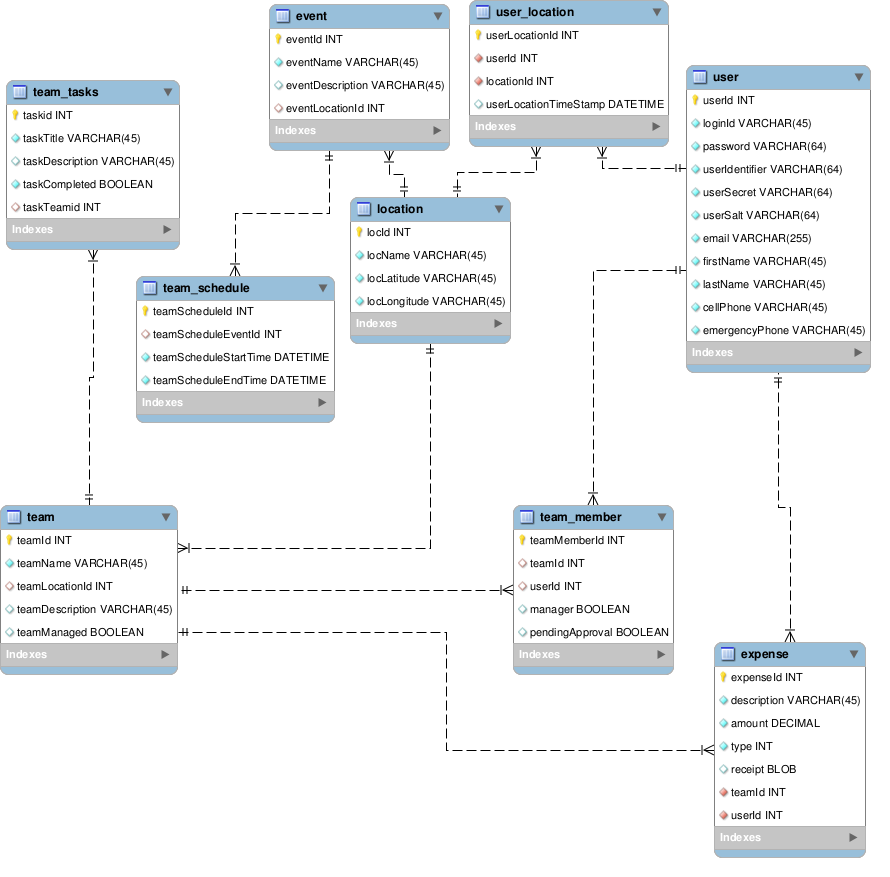 event
eventId INT
eventName VARCHAR(45)
eventDescription VARCHAR(45)
eventLocationId INT
Indexes
user_location
userLocationId INT
userId INT
locationId INT
userLocationTimeStamp DATETIME
Indexes
user
userId INT
loginId VARCHAR(45)
password VARCHAR(64)
userIdentifier VARCHAR(64)
userSecret VARCHAR(64)
userSalt VARCHAR(64)
email VARCHAR(255)
firstName VARCHAR(45)
lastName VARCHAR(45)
cellPhone VARCHAR(45)
emergencyPhone VARCHAR(45)
Indexes
team_tasks
taskid INT
taskTitle VARCHAR(45)
taskDescription VARCHAR(45)
taskCompleted BOOLEAN
taskTeamid INT
Indexes
location
locId INT
locName VARCHAR(45)
locLatitude VARCHAR(45)
locLongitude VARCHAR(45)
Indexes
team_schedule
teamScheduleId INT
teamScheduleEventId INT
teamScheduleStartTime DATETIME
teamScheduleEndTime DATETIME
Indexes
team
teamId INT
teamName VARCHAR(45)
teamLocationId INT
teamDescription VARCHAR(45)
teamManaged BOOLEAN
Indexes
team_member
teamMemberId INT
teamId INT
userId INT
manager BOOLEAN
pendingApproval BOOLEAN
Indexes
expense
expenseId INT
description VARCHAR(45)
amount DECIMAL
type INT
receipt BLOB
teamId INT
userId INT
Indexes